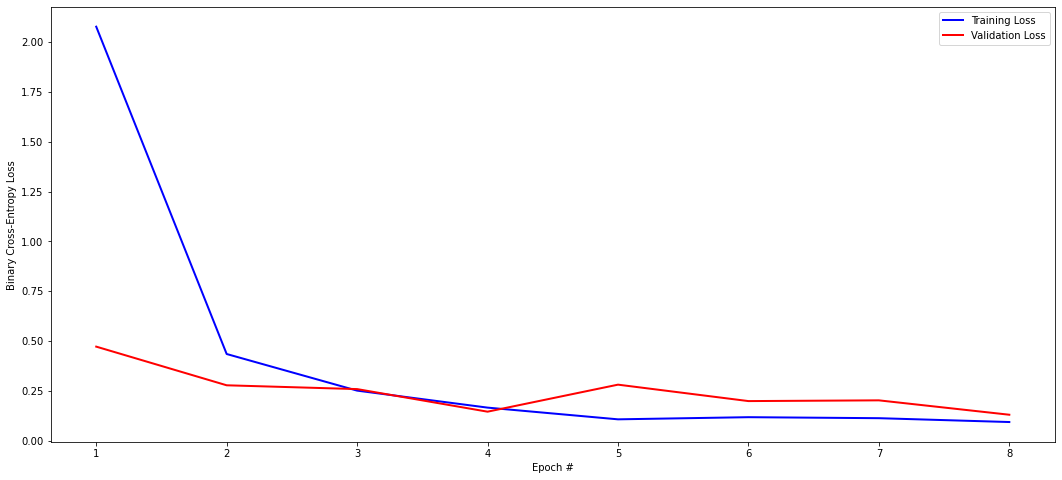 Training Loss
Validation Loss
2.00
1.75
1.50
1.25
1.00
0.75
0.50
0.25
0.00
Binary Cross-Entropy Loss
1 2 3 4 5 6 7 8
Epoch #